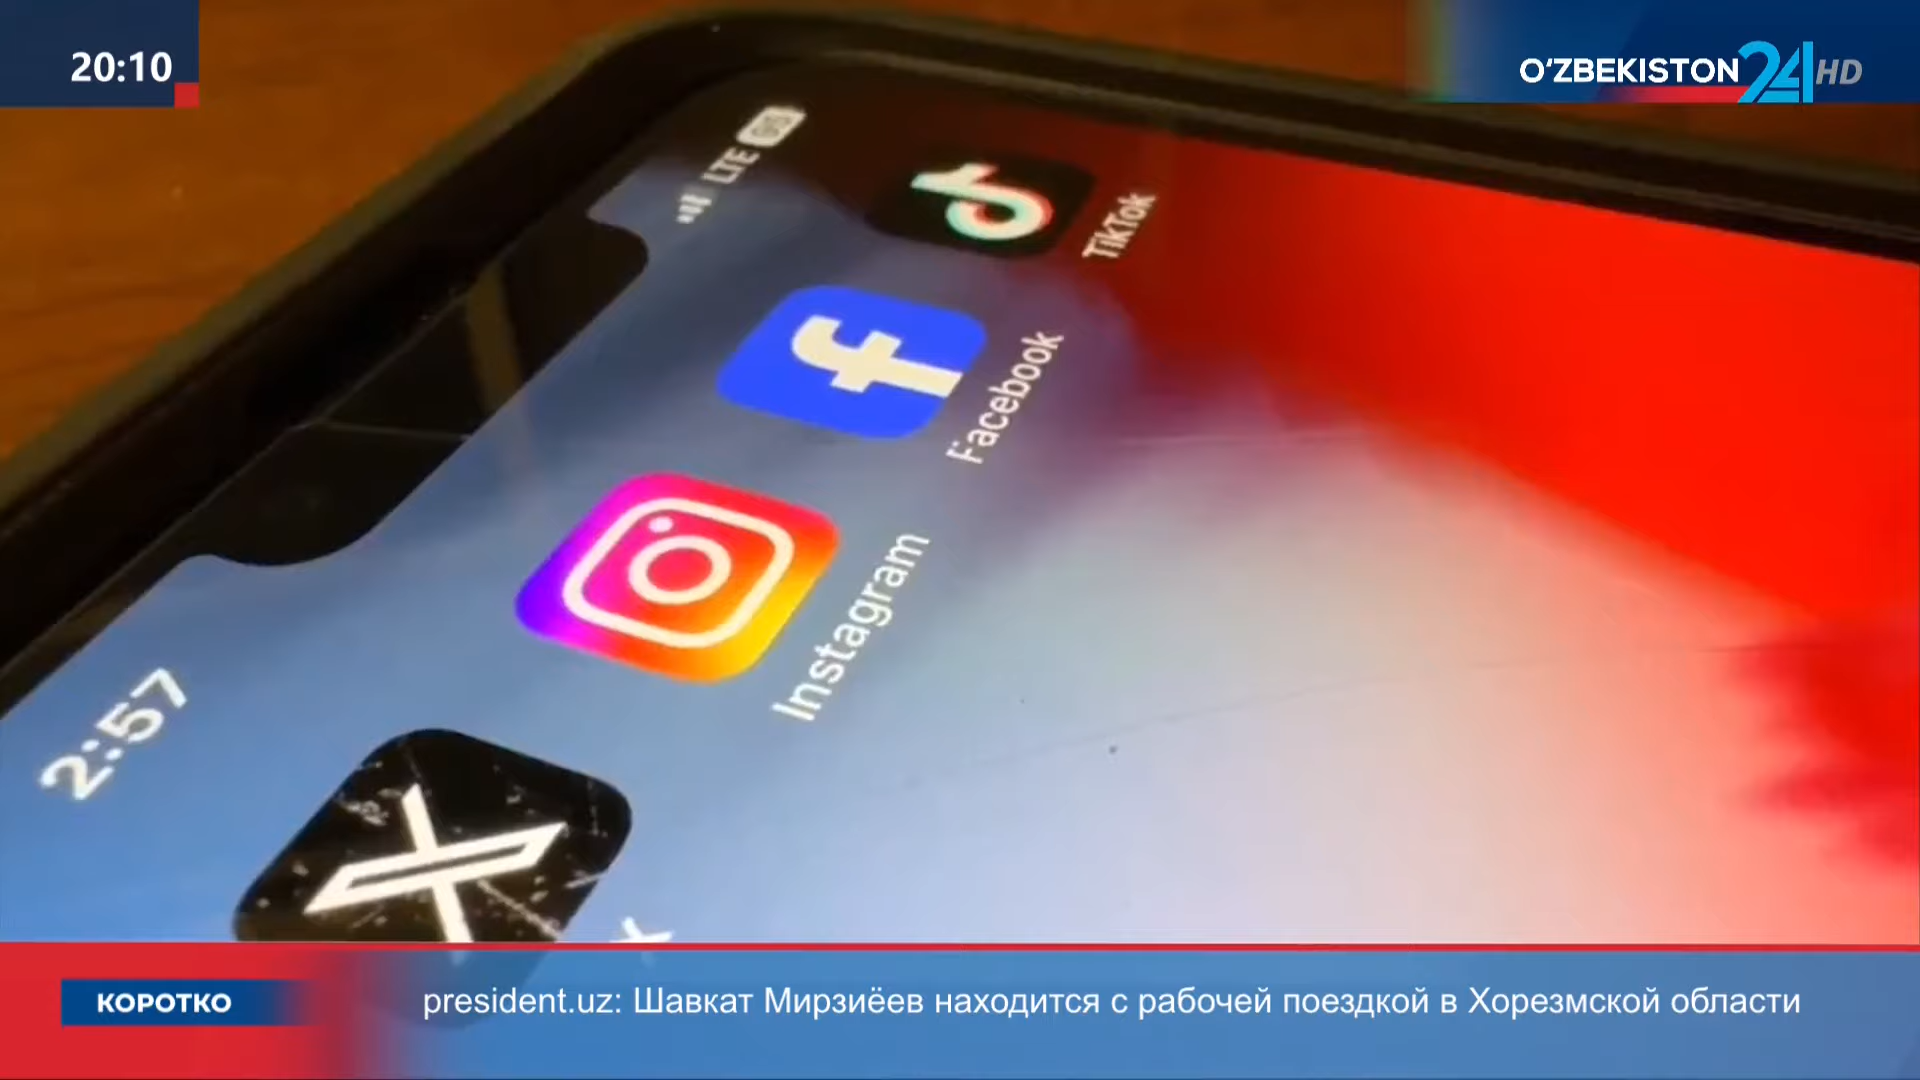 20:10
O‘ZBEKISTON 24 HD
LTE
TikTok
Facebook
Instagram
2:57
X
КОРОТКО
president.uz: Шавкат Мирзиёев находится с рабочей поездкой в Хорезмской области